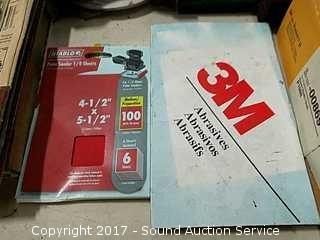 DIABLO
Palm Sander 1/4 Sheets
4-1/2"
x
5-1/2"
100
6
3M
Abrasives
Abrasivos
Abrasifs
00869
Copyright 2017 - Sound Auction Service